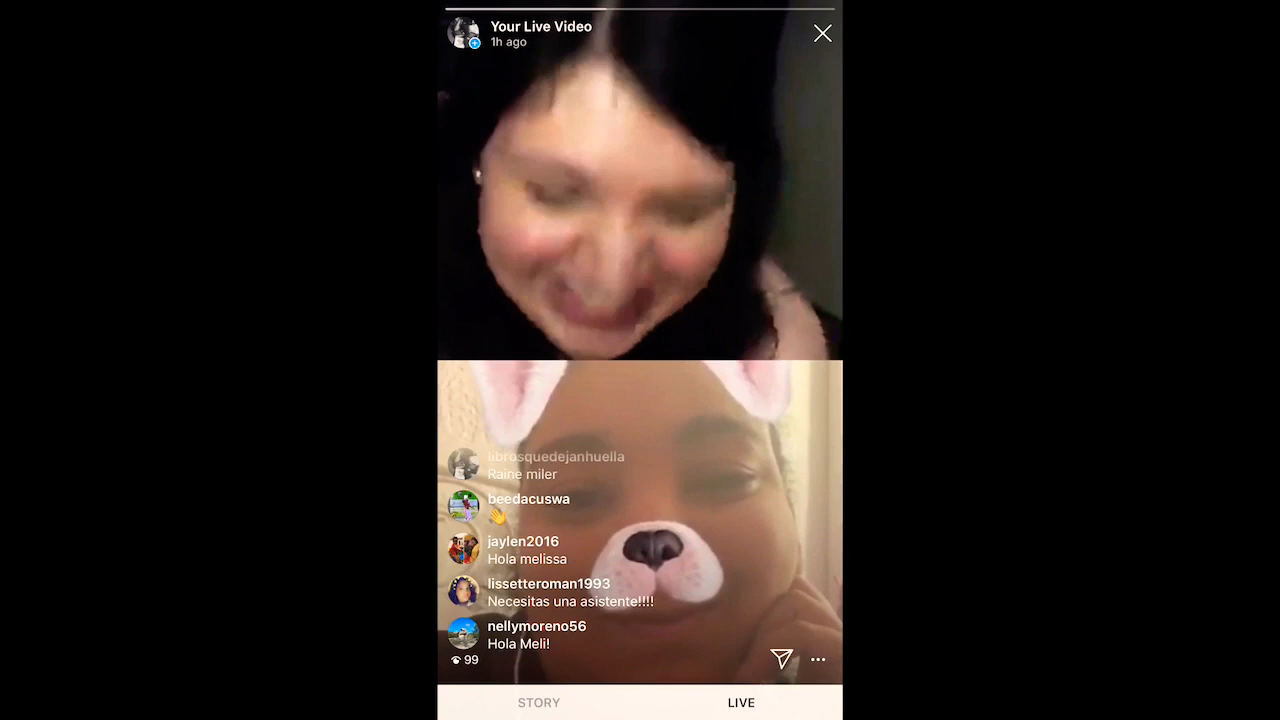 Your Live Video
1h ago
librosquedejanhuella
Raine miler
beedacuswa
👋
jaylen2016
Hola melissa
lissetteroman1993
Necesitas una asistente!!!!
nellymoreno56
Hola Meli!
99
STORY
LIVE